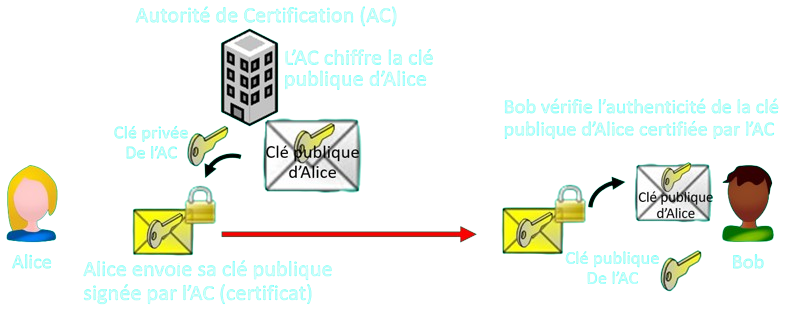 Autorité de Certification (AC)
L'AC chiffre la clé
publique d'Alice
Clé privée
De l'AC
Clé publique
d'Alice
Bob vérifie l'authenticité de la clé
publique d'Alice certifiée par l'AC
Clé publique
d'Alice
Alice
Alice envoie sa clé publique
signée par l'AC (certificat)
Clé publique
De l'AC
Bob